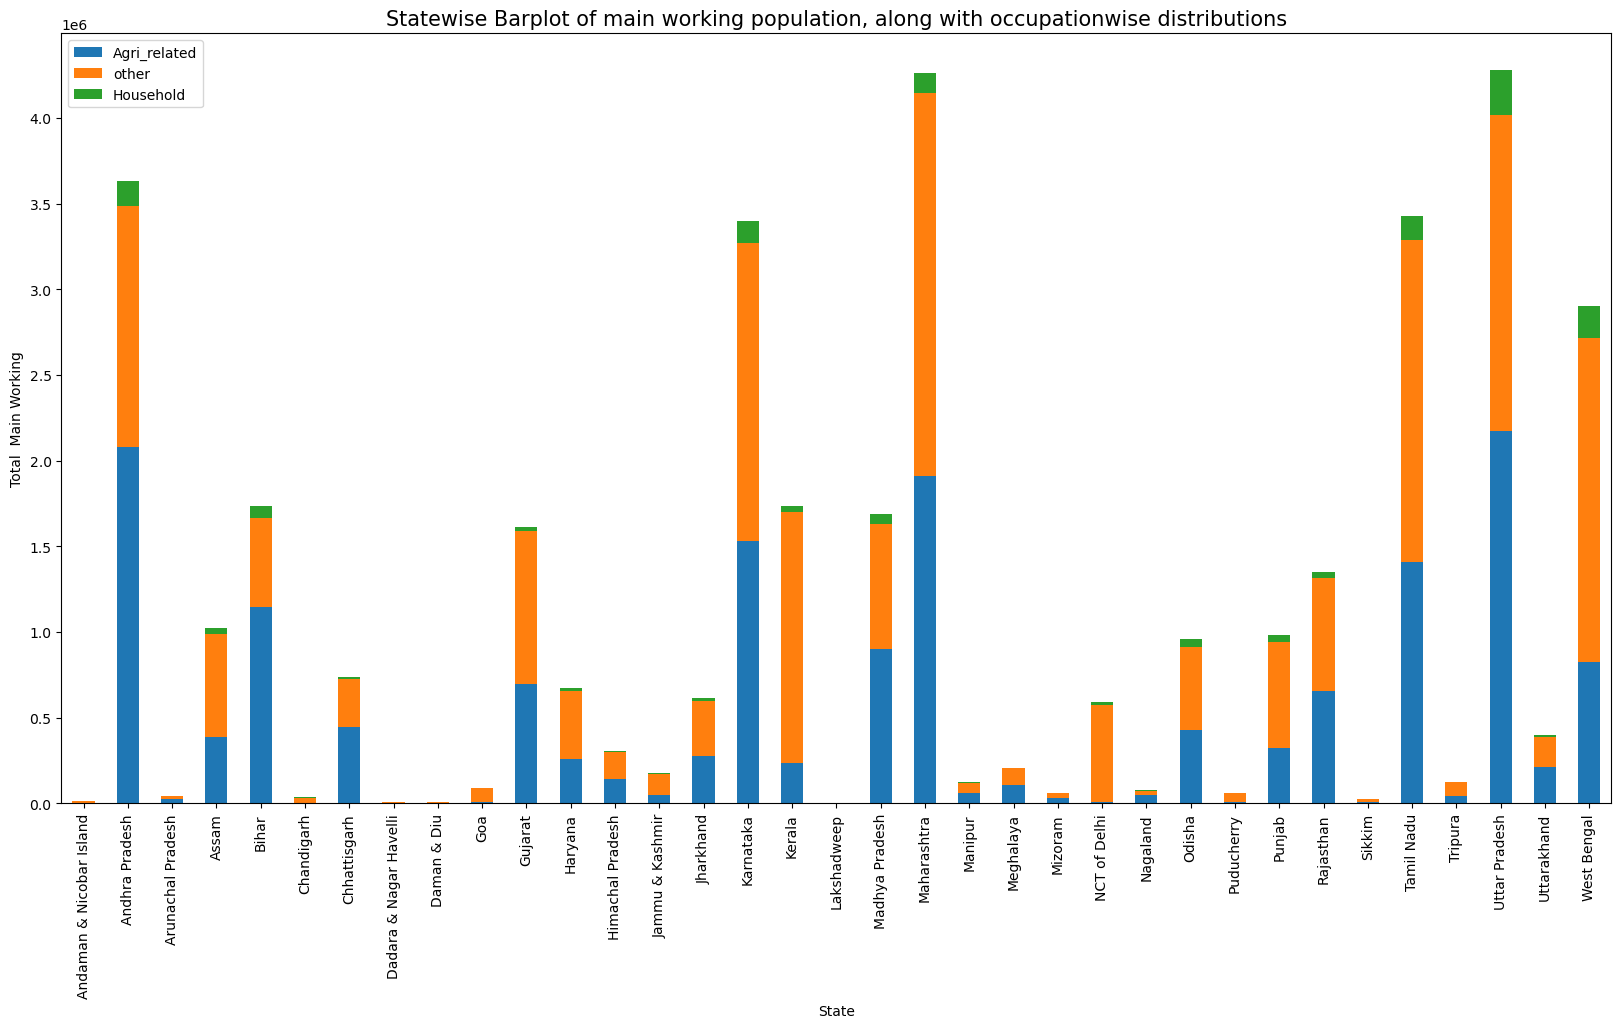 Statewise Barplot of main working population, along with occupationwise distributions
1e6
Agri_related
other
Household
Total  Main Working
4.0
3.5
3.0
2.5
2.0
1.5
1.0
0.5
0.0
Andaman & Nicobar Island
Andhra Pradesh
Arunachal Pradesh
Assam
Bihar
Chandigarh
Chhattisgarh
Dadara & Nagar Havelli
Daman & Diu
Goa
Gujarat
Haryana
Himachal Pradesh
Jammu & Kashmir
Jharkhand
Karnataka
Kerala
Lakshadweep
Madhya Pradesh
Maharashtra
Manipur
Meghalaya
Mizoram
NCT of Delhi
Nagaland
Odisha
Puducherry
Punjab
Rajasthan
Sikkim
Tamil Nadu
Tripura
Uttar Pradesh
Uttarakhand
West Bengal
State